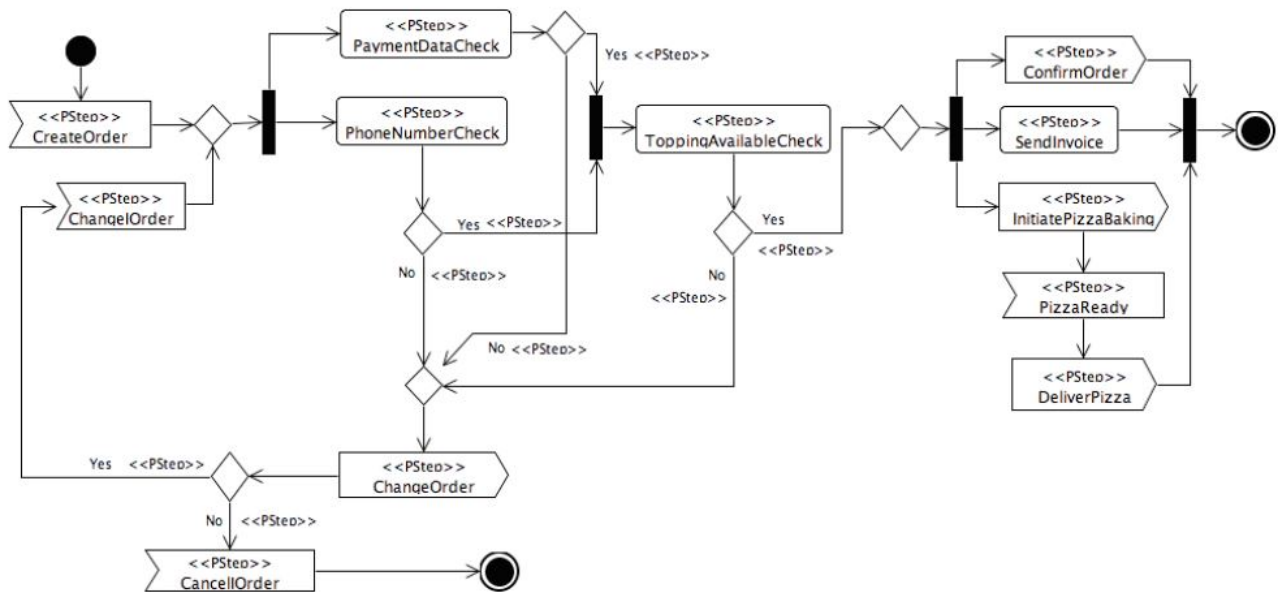 <<PStep>>
PaymentDataCheck
Yes <<PStep>>
<<PStep>>
ConfirmOrder
<<PStep>>
CreateOrder
<<PStep>>
PhoneNumberCheck
<<PStep>>
ToppingAvailableCheck
<<PStep>>
SendInvoice
<<PStep>>
ChangelOrder
Yes <<PStep>>
Yes
<<PStep>>
<<PStep>>
InitiatePizzaBaking
No <<PStep>>
No
<<PStep>>
<<PStep>>
PizzaReady
No <<PStep>>
<<PStep>>
DeliverPizza
Yes <<PStep>>
<<PStep>>
ChangeOrder
No <<PStep>>
<<PStep>>
CancellOrder